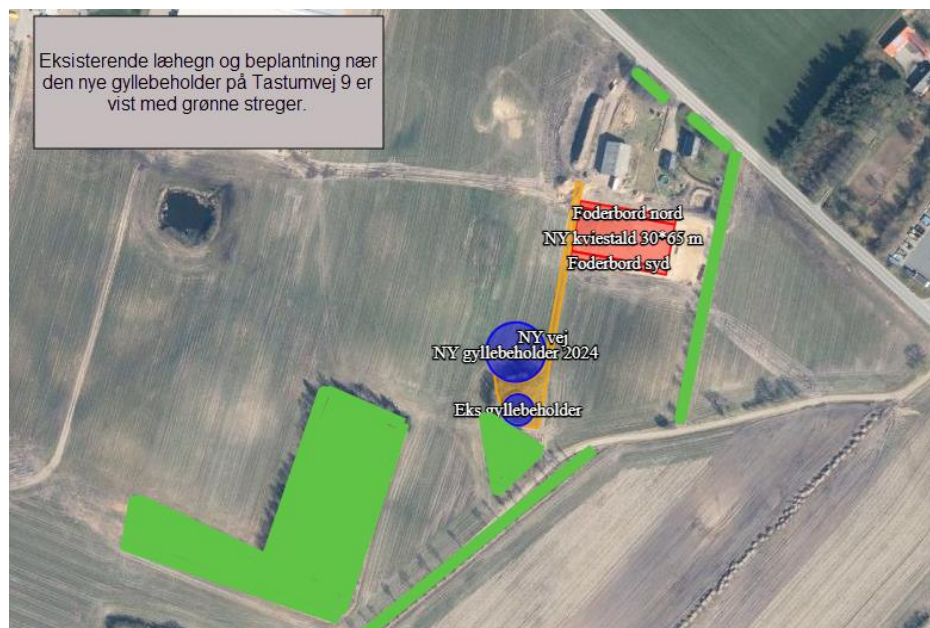 Eksisterende læhegn og beplantning nær
den nye gyllebeholder på Tastumvej 9 er
vist med grønne streger.
Foderbord nord
NY kviestald 30*65 m
Foderbord syd
NY vej
NY gyllebeholder 2024
Eks gyllebeholder